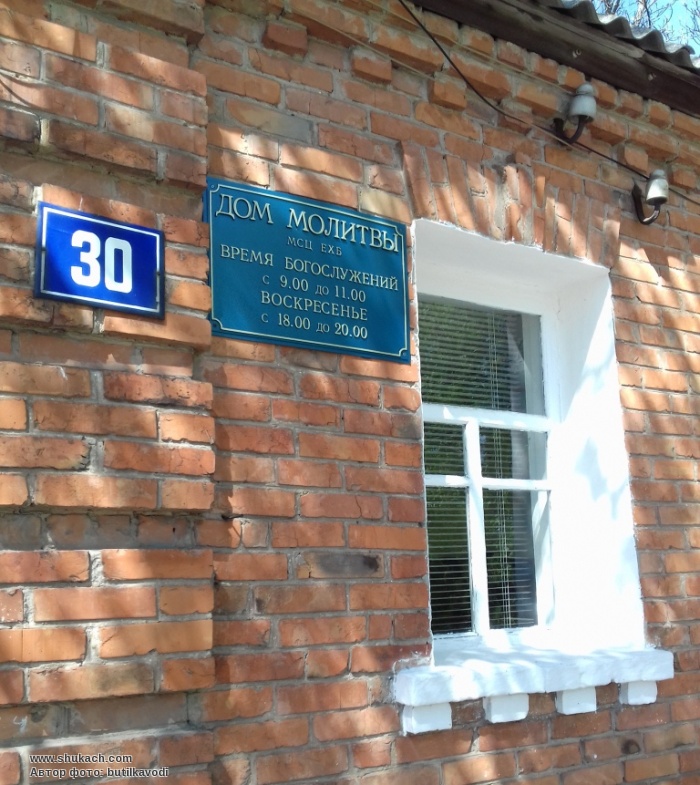 30
ДОМ МОЛИТВЫ
МСЦ ЕХБ
ВРЕМЯ БОГОСЛУЖЕНИЙ
С 9.00 ДО 11.00
ВОСКРЕСЕНЬЕ
С 18.00 ДО 20.00
www.shukach.com
Автор фото: butilkavodi